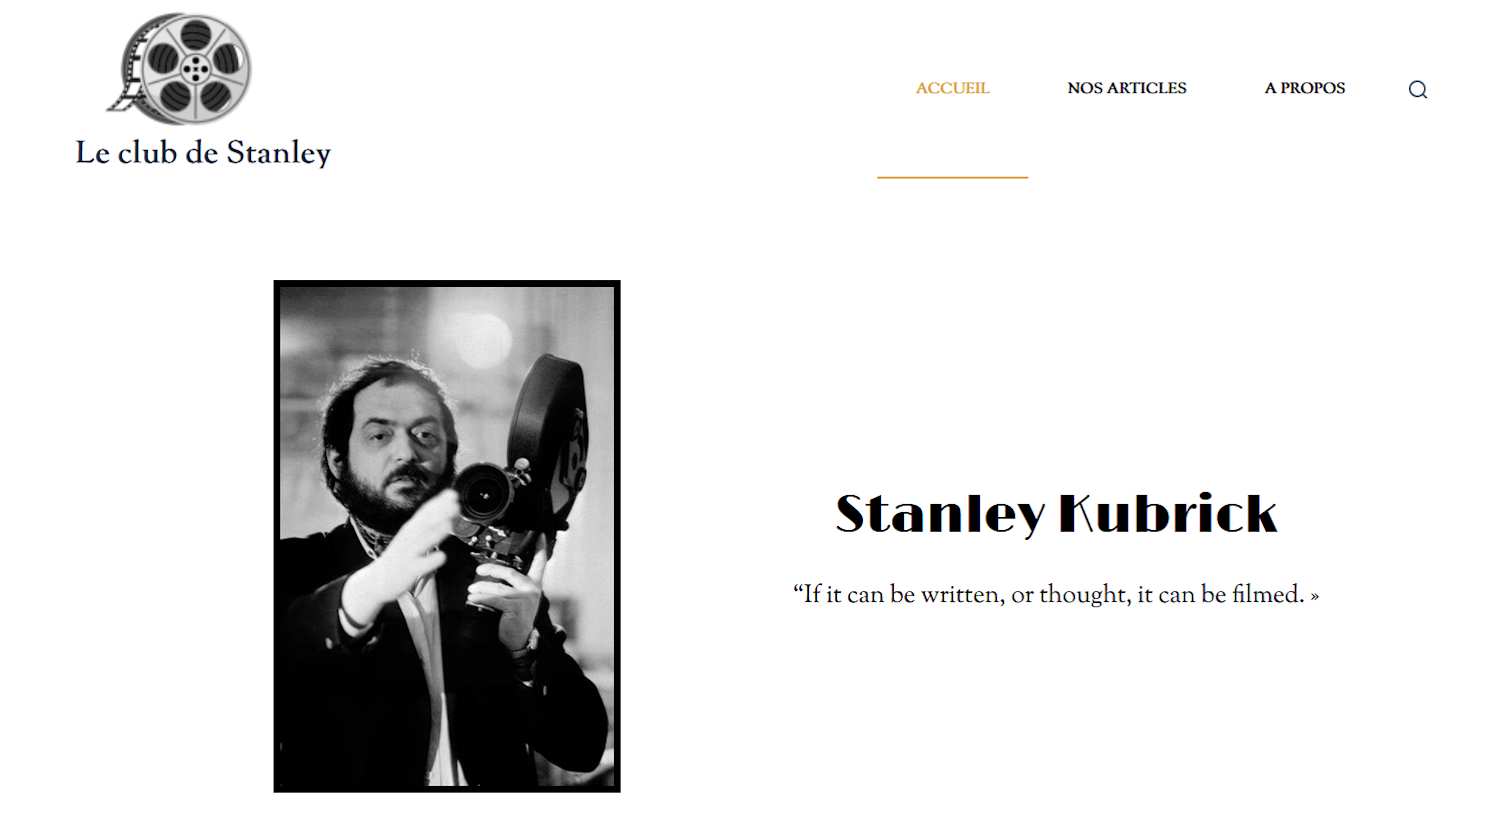 Le club de Stanley
ACCUEIL
NOS ARTICLES
A PROPOS
Stanley Kubrick
“If it can be written, or thought, it can be filmed. »